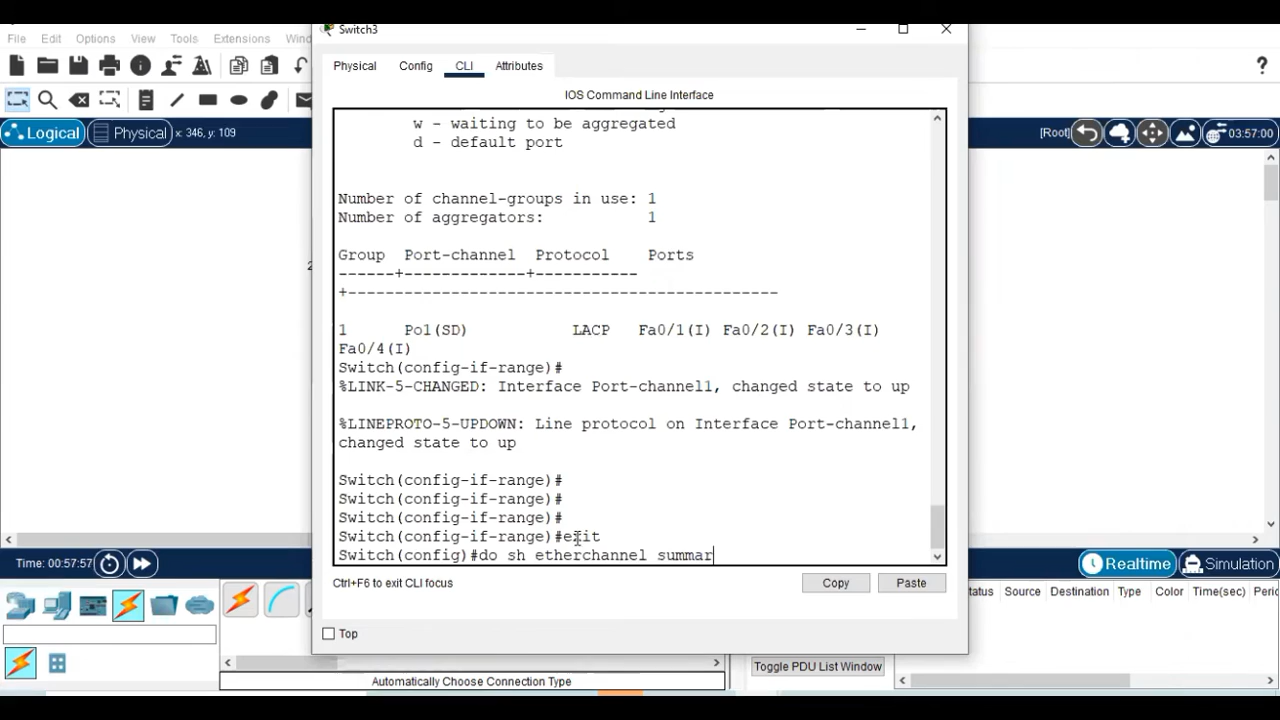 Switch3
File Edit Options View Tools Extensions
Physical Config CLI Attributes
IOS Command Line Interface
Logical Physical x: 346, y: 109
[Root] 03:57:00
w - waiting to be aggregated
d - default port
Number of channel-groups in use: 1
Number of aggregators: 1
Group Port-channel Protocol Ports
------+-------------+-----------
+----------------------------------------------
1 Po1(SD) LACP Fa0/1(I) Fa0/2(I) Fa0/3(I)
Fa0/4(I)
Switch(config-if-range)#
%LINK-5-CHANGED: Interface Port-channel1, changed state to up
%LINEPROTO-5-UPDOWN: Line protocol on Interface Port-channel1,
changed state to up
Switch(config-if-range)#
Switch(config-if-range)#
Switch(config-if-range)#
Switch(config-if-range)#exit
Switch(config)#do sh etherchannel summar
Time: 00:57:57
Realtime Simulation
Ctrl+F6 to exit CLI focus
Copy Paste
Source Destination Type Color Time(sec)
Top
Toggle PDU List Window
Automatically Choose Connection Type